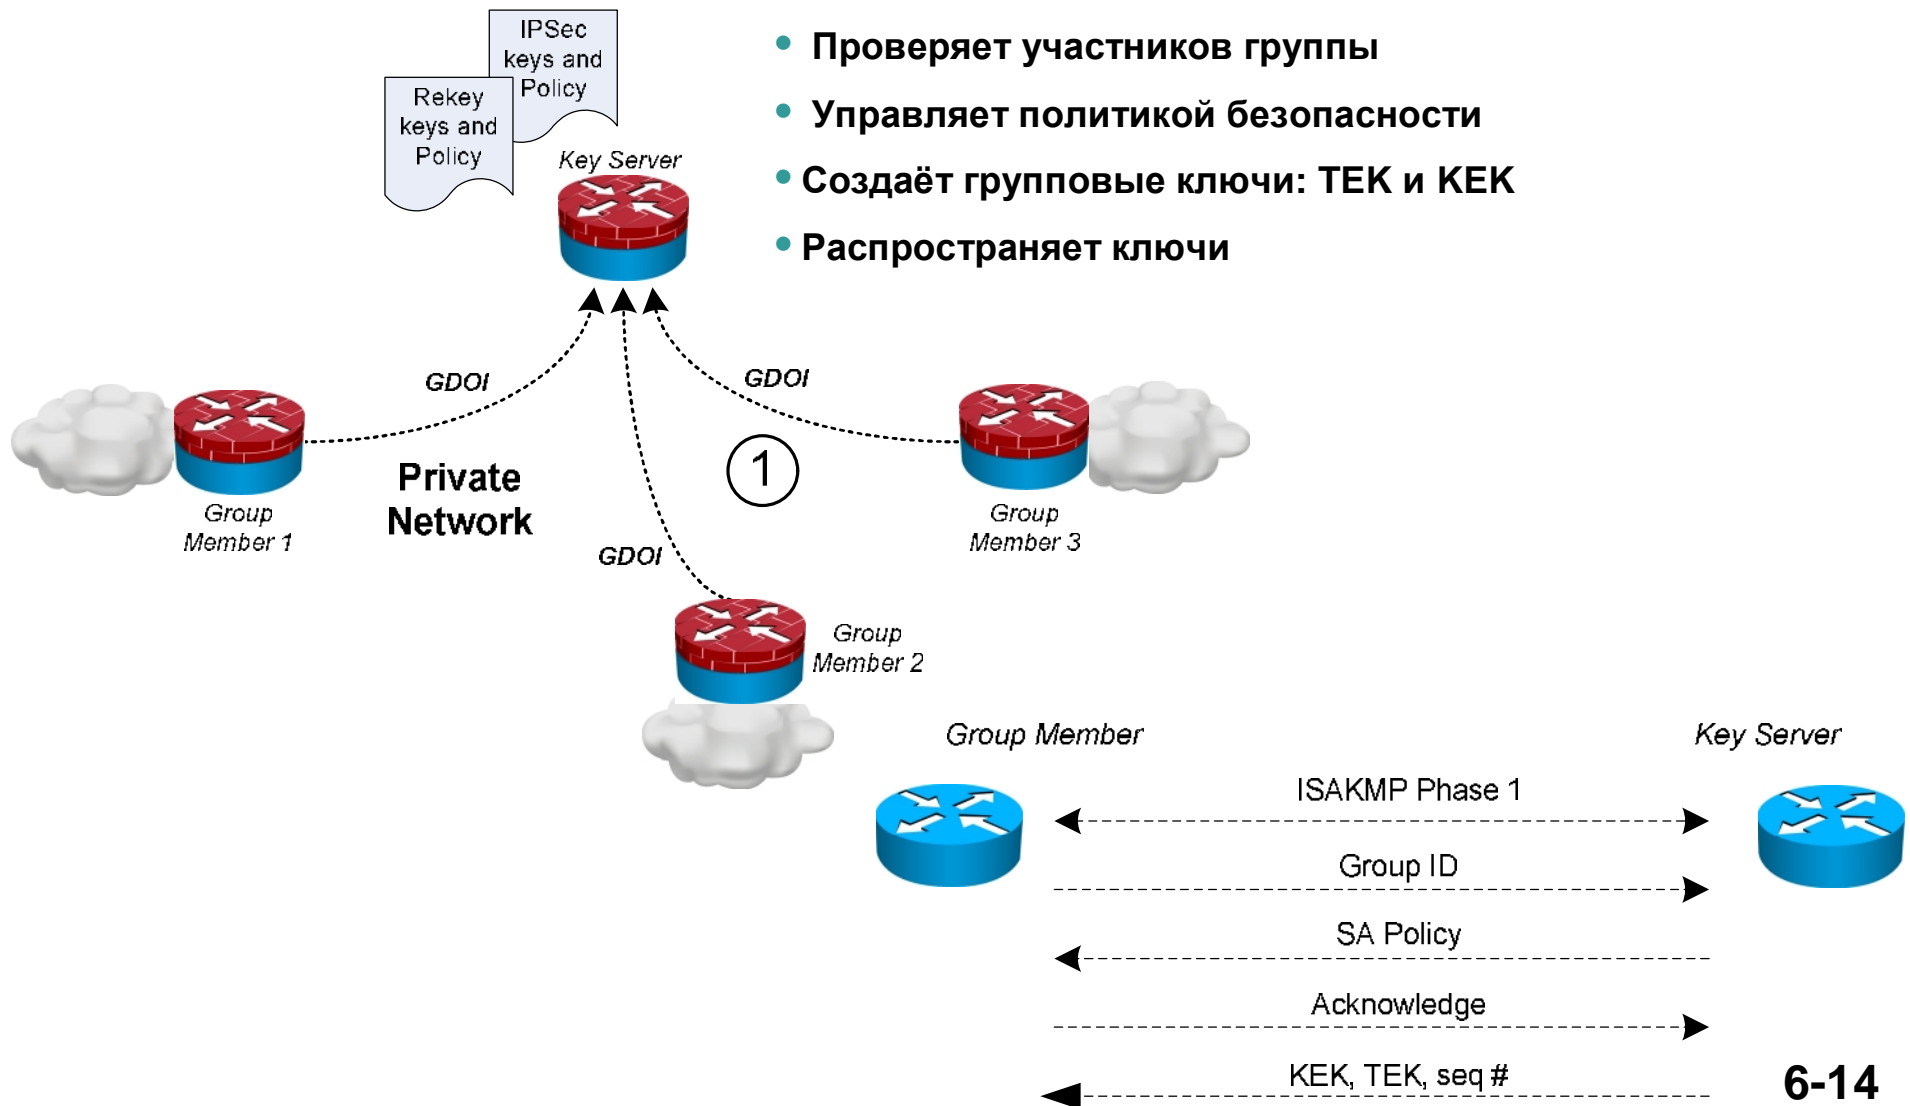 IPSec
keys and
Policy
Rekey
keys and
Policy
Key Server
• Проверяет участников группы
• Управляет политикой безопасности
• Создаёт групповые ключи: TEK и KEK
• Распространяет ключи
GDOI
GDOI
GDOI
Private
Network
1
Group
Member 1
Group
Member 3
Group
Member 2
Group Member
Key Server
ISAKMP Phase 1
Group ID
SA Policy
Acknowledge
KEK, TEK, seq #
6-14